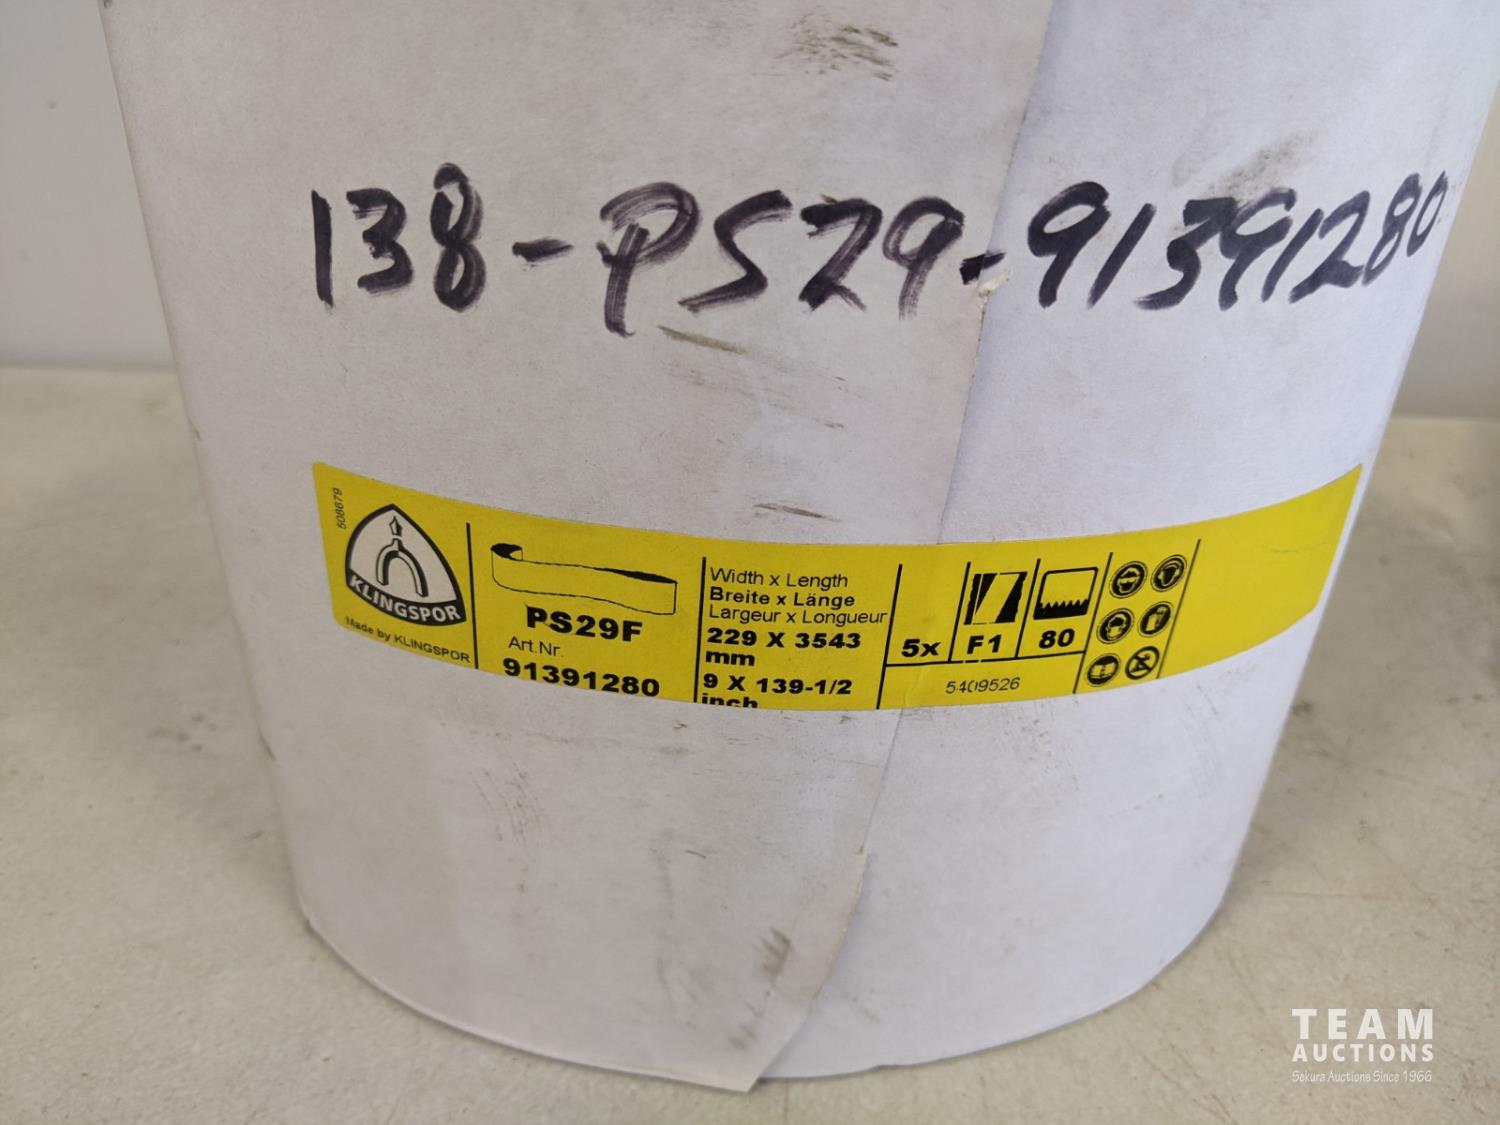 138-PS29-91391280
508679
KLINGSPOR
Made by KLINGSPOR
PS29F
Art.Nr.
91391280
Width x Length
Breite x Länge
Largeur x Longueur
229 X 3543
mm
9 X 139-1/2
inch
5x
F1
80
5409526
TEAM
AUCTIONS
Sekura Auctions Since 1966